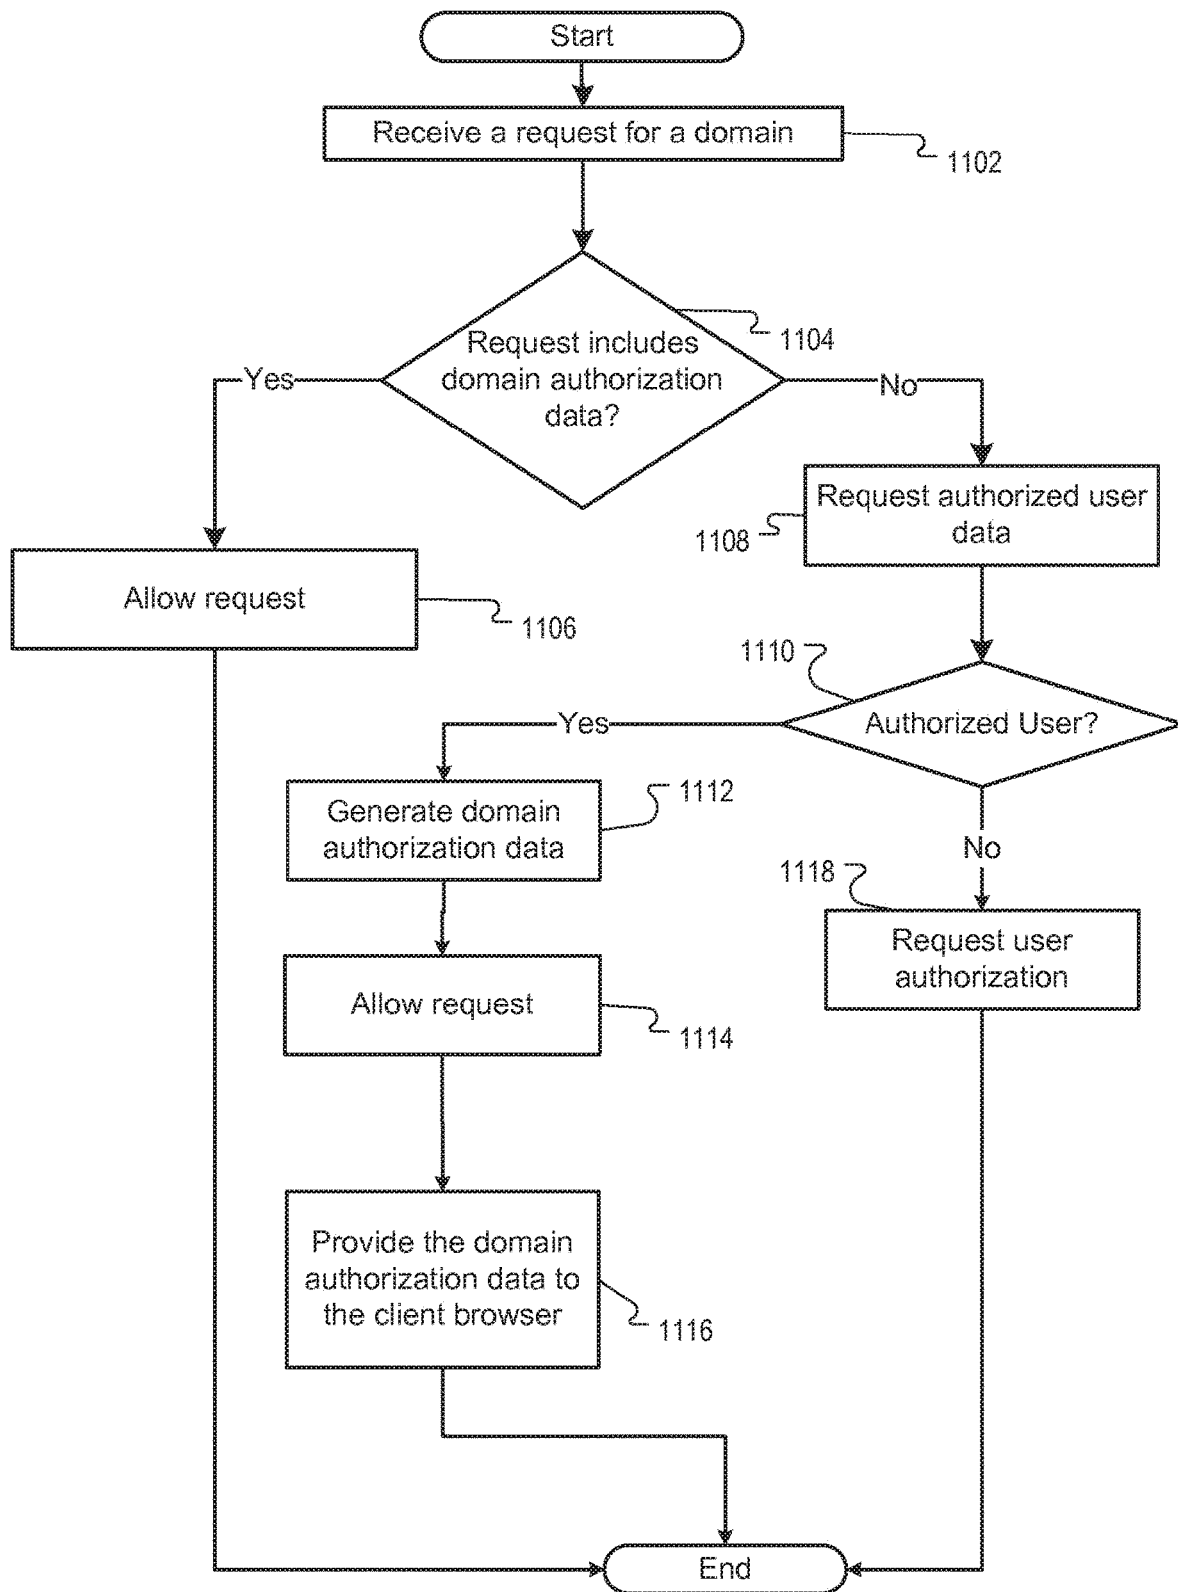 Start
Receive a request for a domain
1102
1104
Request includes
domain authorization
data?
Yes
No
Request authorized user
data
1108
Allow request
1106
1110
Authorized User?
Yes
1112
Generate domain
authorization data
No
1118
Request user
authorization
Allow request
1114
Provide the domain
authorization data to
the client browser
1116
End